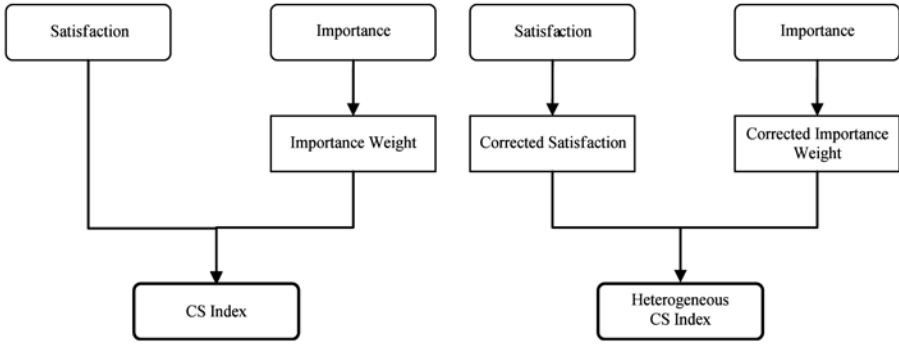 Satisfaction
Importance
Satisfaction
Importance
Importance Weight
Corrected Satisfaction
Corrected Importance
Weight
CS Index
Heterogeneous
CS Index